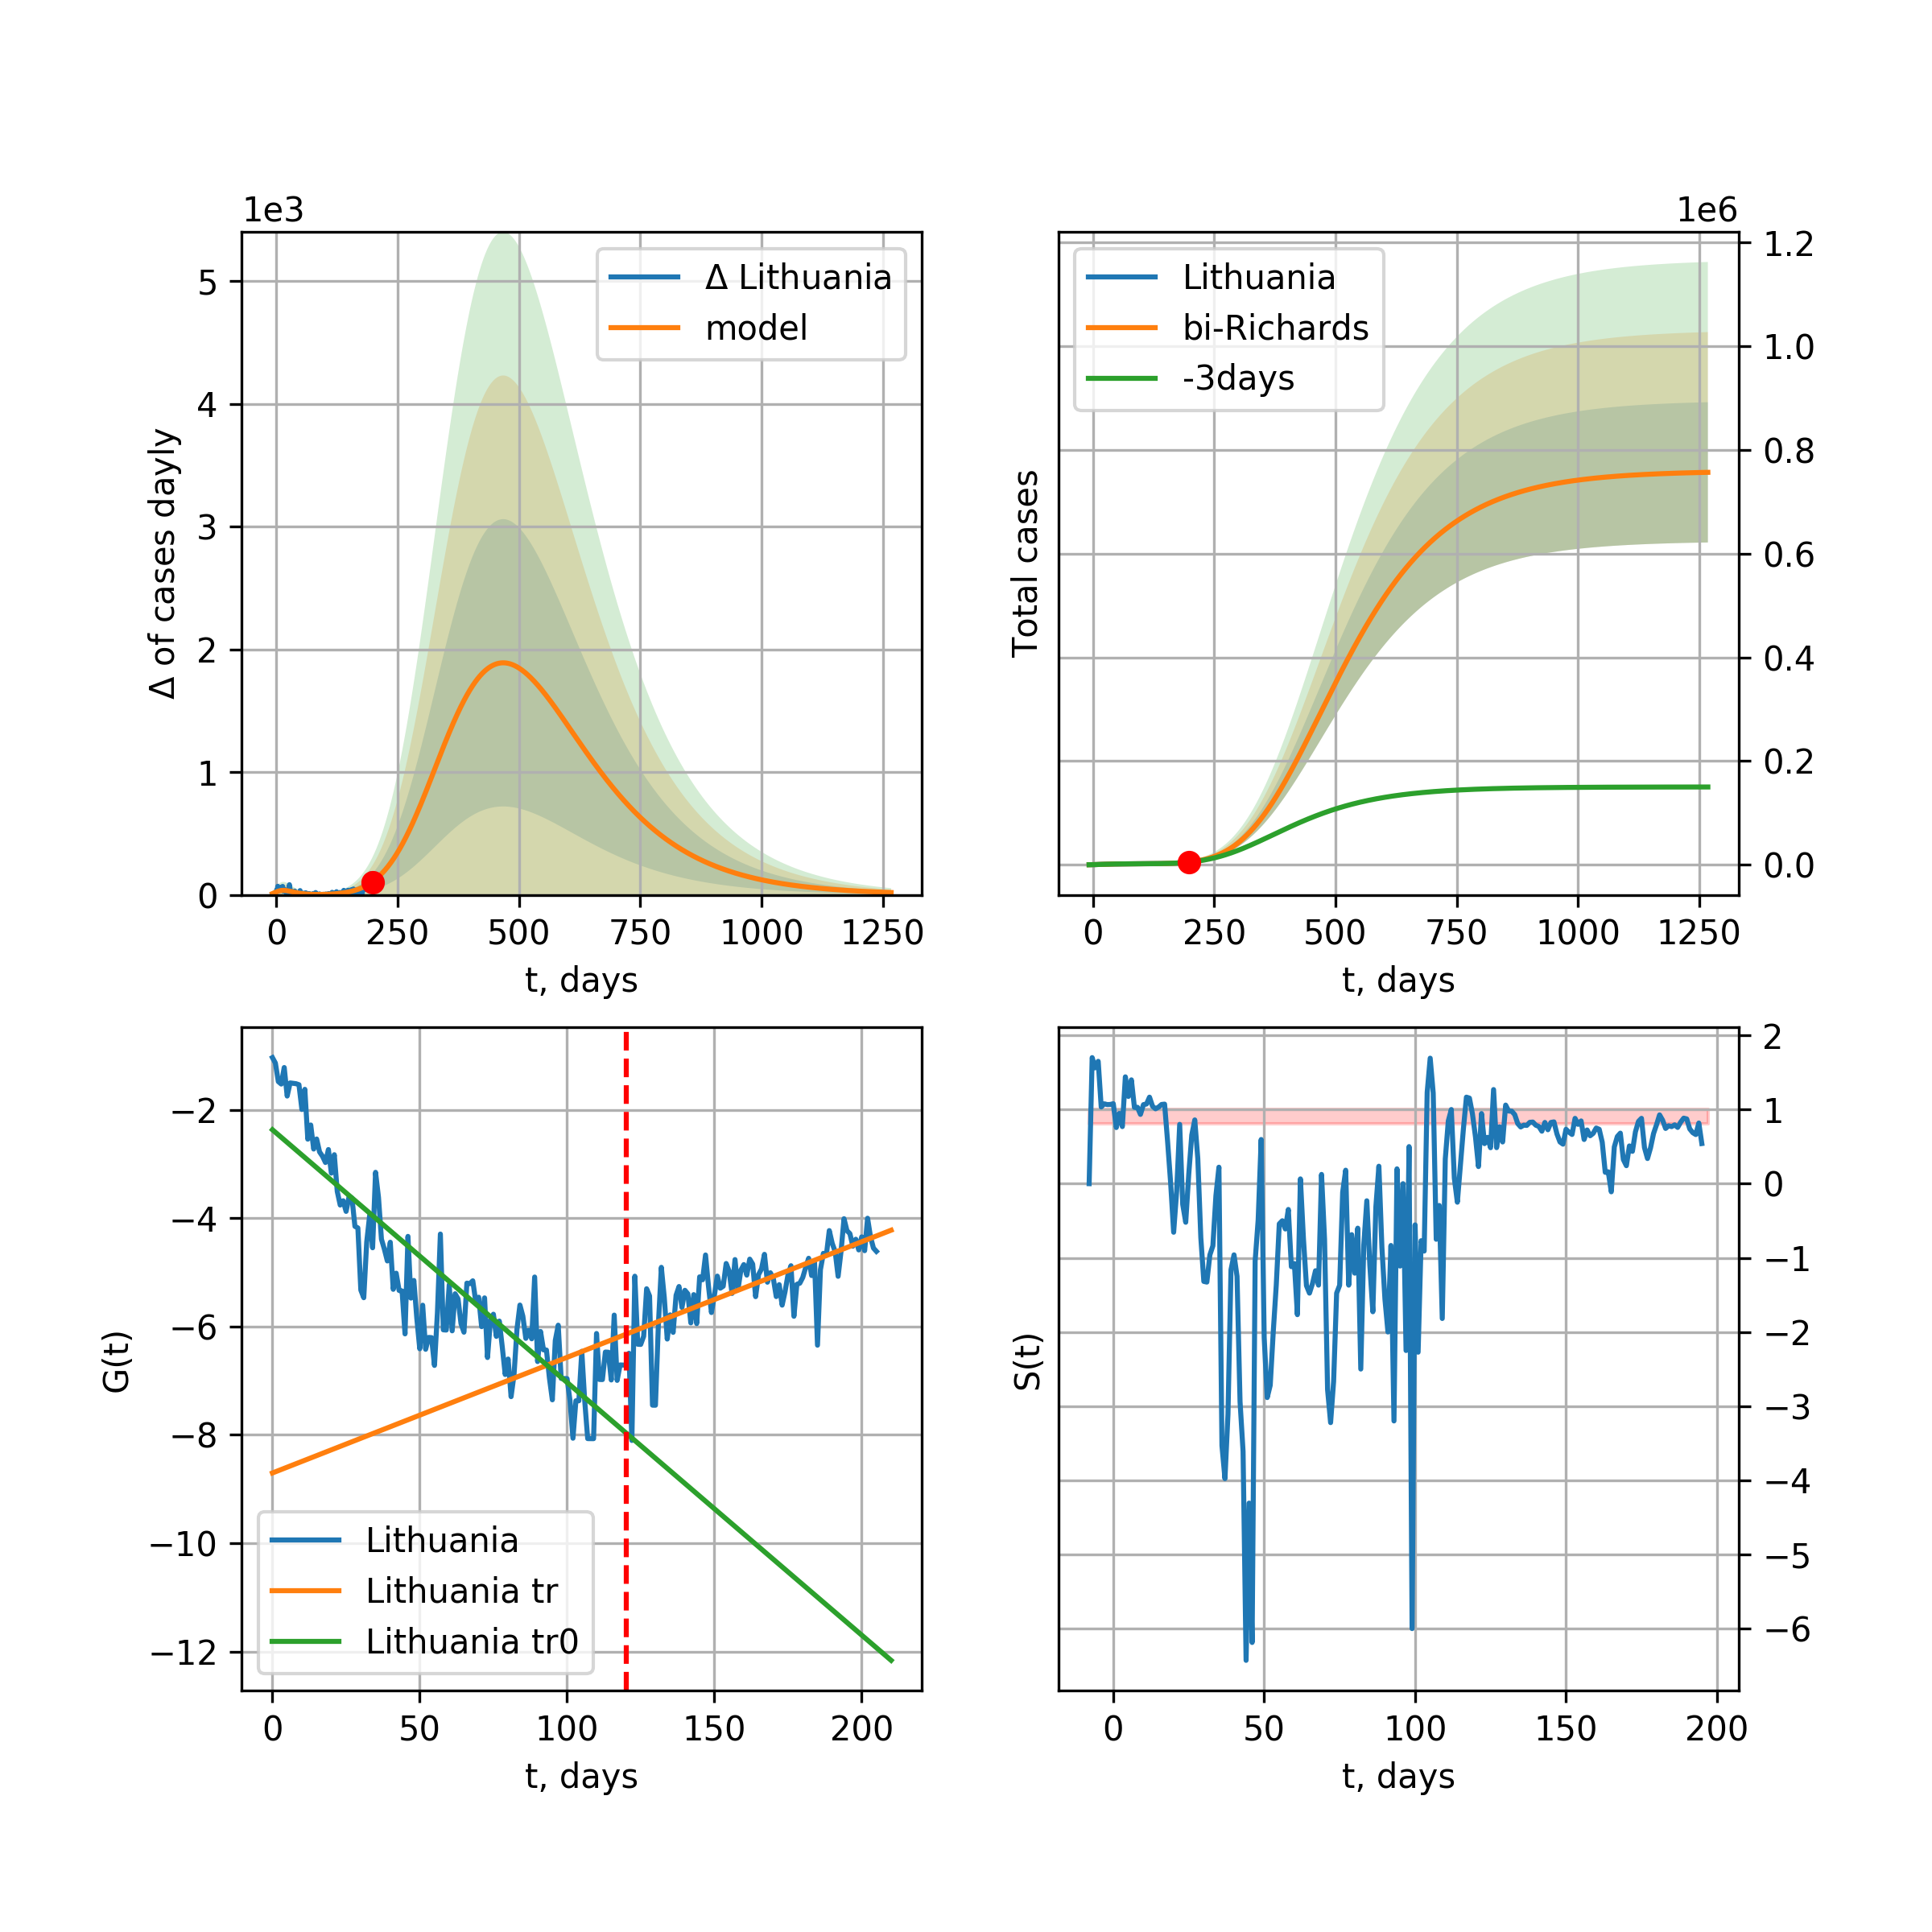 1e3
Δ of cases dayly
5
4
3
2
1
0
Δ Lithuania
model
0 250 500 750 1000 1250
t, days
1e6
Total cases
Lithuania
bi-Richards
-3days
1.2
1.0
0.8
0.6
0.4
0.2
0.0
0 250 500 750 1000 1250
t, days
G(t)
−2
−4
−6
−8
−10
−12
Lithuania
Lithuania tr
Lithuania tr0
0 50 100 150 200
t, days
S(t)
2
1
0
−1
−2
−3
−4
−5
−6
0 50 100 150 200
t, days